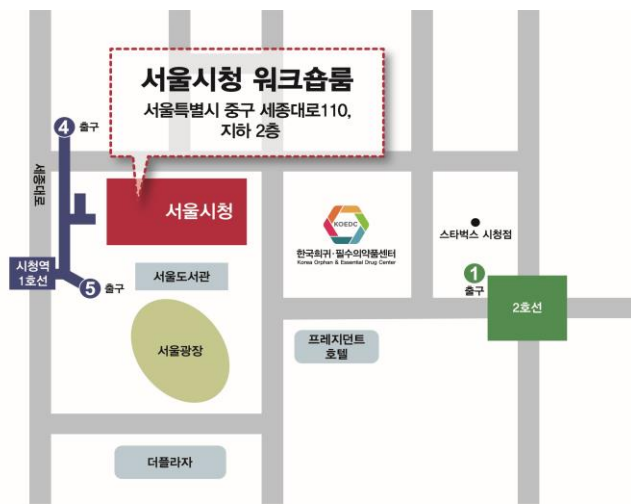 서울시청 워크숍룸
서울특별시 중구 세종대로110,
지하 2층
4 출구
세종대로
서울시청
KOEDC
한국희귀·필수의약품센터
Korea Orphan & Essential Drug Center
스타벅스 시청점
시청역
1호선
5 출구
서울도서관
1
출구
2호선
서울광장
프레지던트
호텔
더플라자